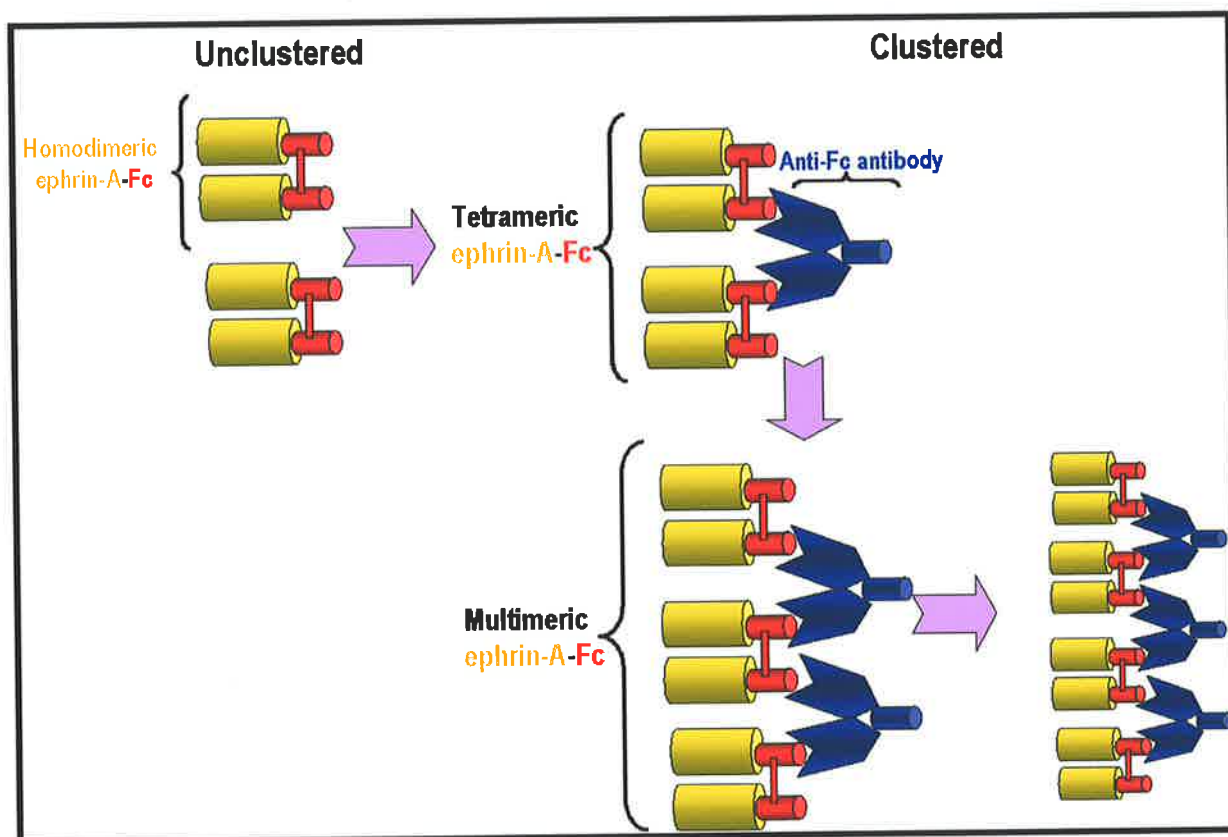 Unclustered
Clustered
Homodimeric
ephrin-A-Fc
Anti-Fc antibody
Tetrameric
ephrin-A-Fc
Multimeric
ephrin-A-Fc